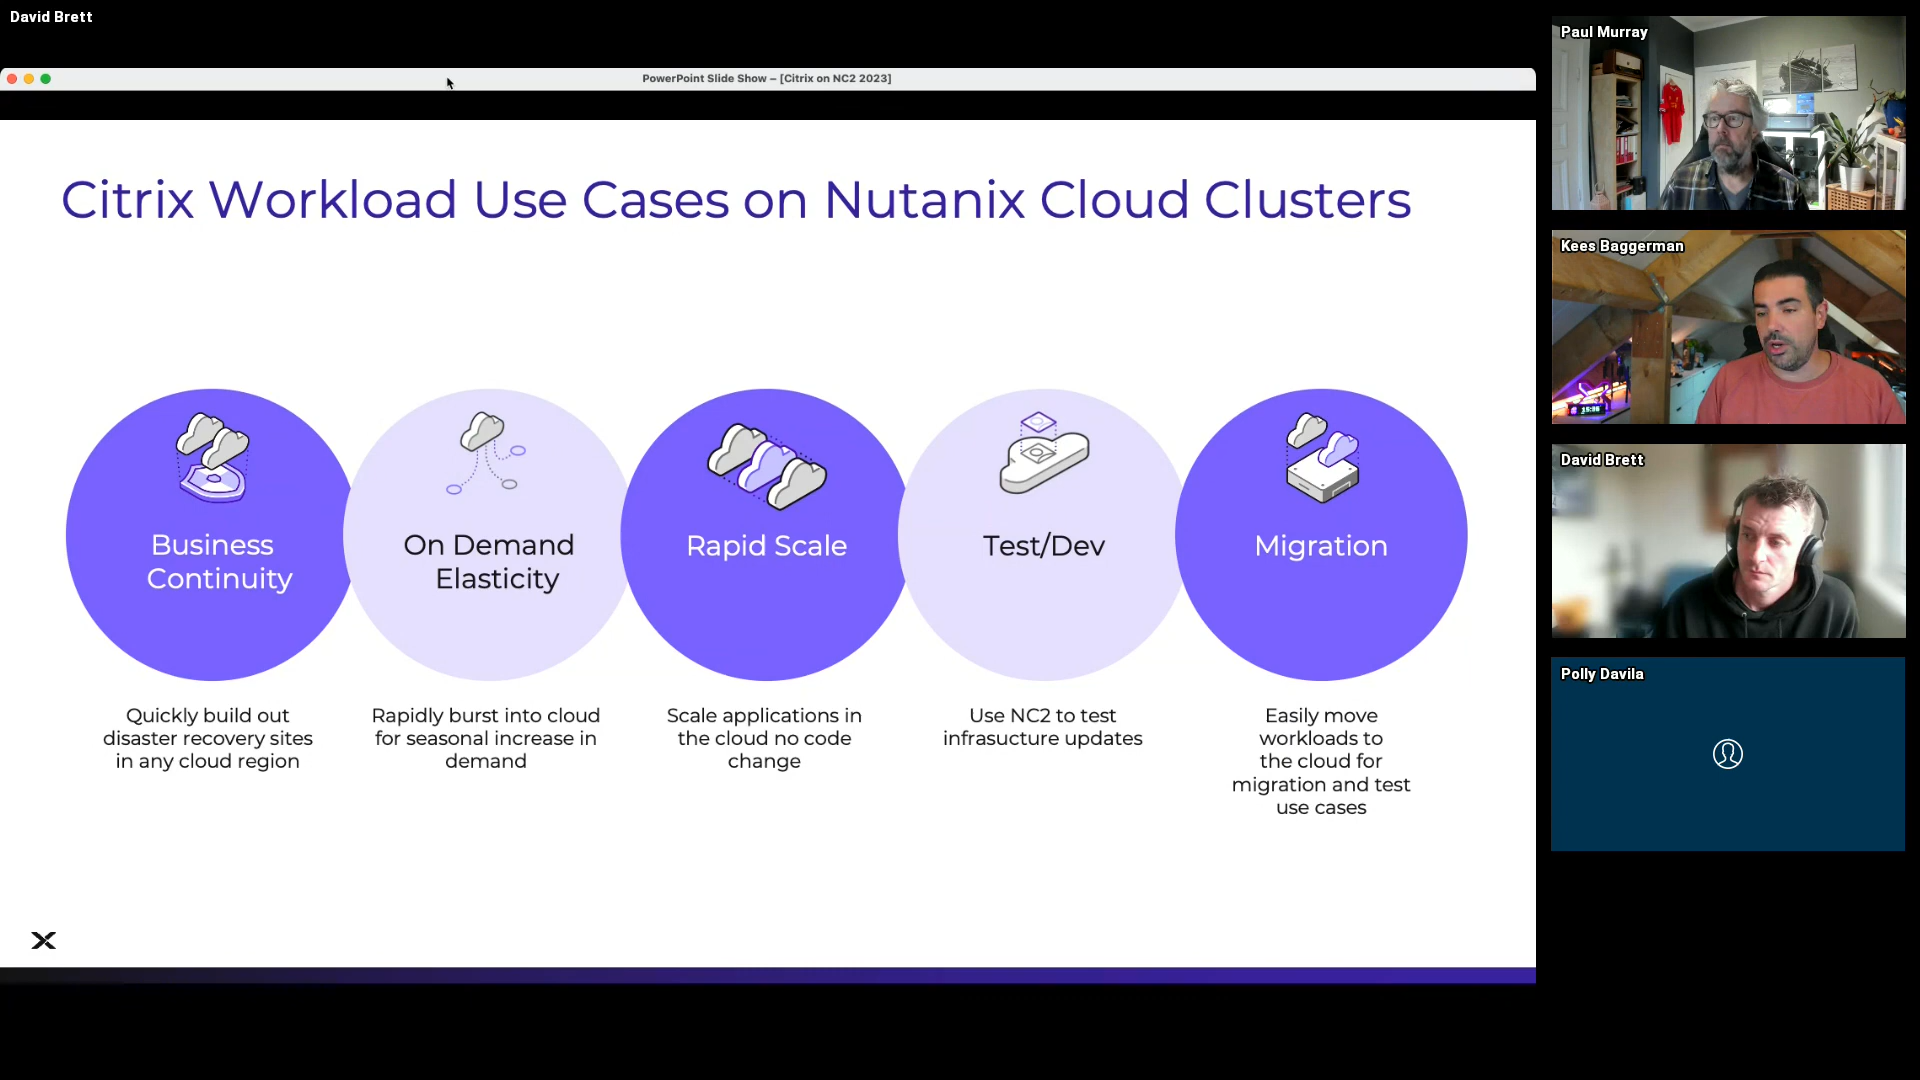 David Brett
PowerPoint Slide Show – [Citrix on NC2 2023]
Citrix Workload Use Cases on Nutanix Cloud Clusters
Business
Continuity
Quickly build out
disaster recovery sites
in any cloud region
On Demand
Elasticity
Rapidly burst into cloud
for seasonal increase in
demand
Rapid Scale
Scale applications in
the cloud no code
change
Test/Dev
Use NC2 to test
infrasucture updates
Migration
Easily move
workloads to
the cloud for
migration and test
use cases
Paul Murray
Kees Baggerman
David Brett
Polly Davila